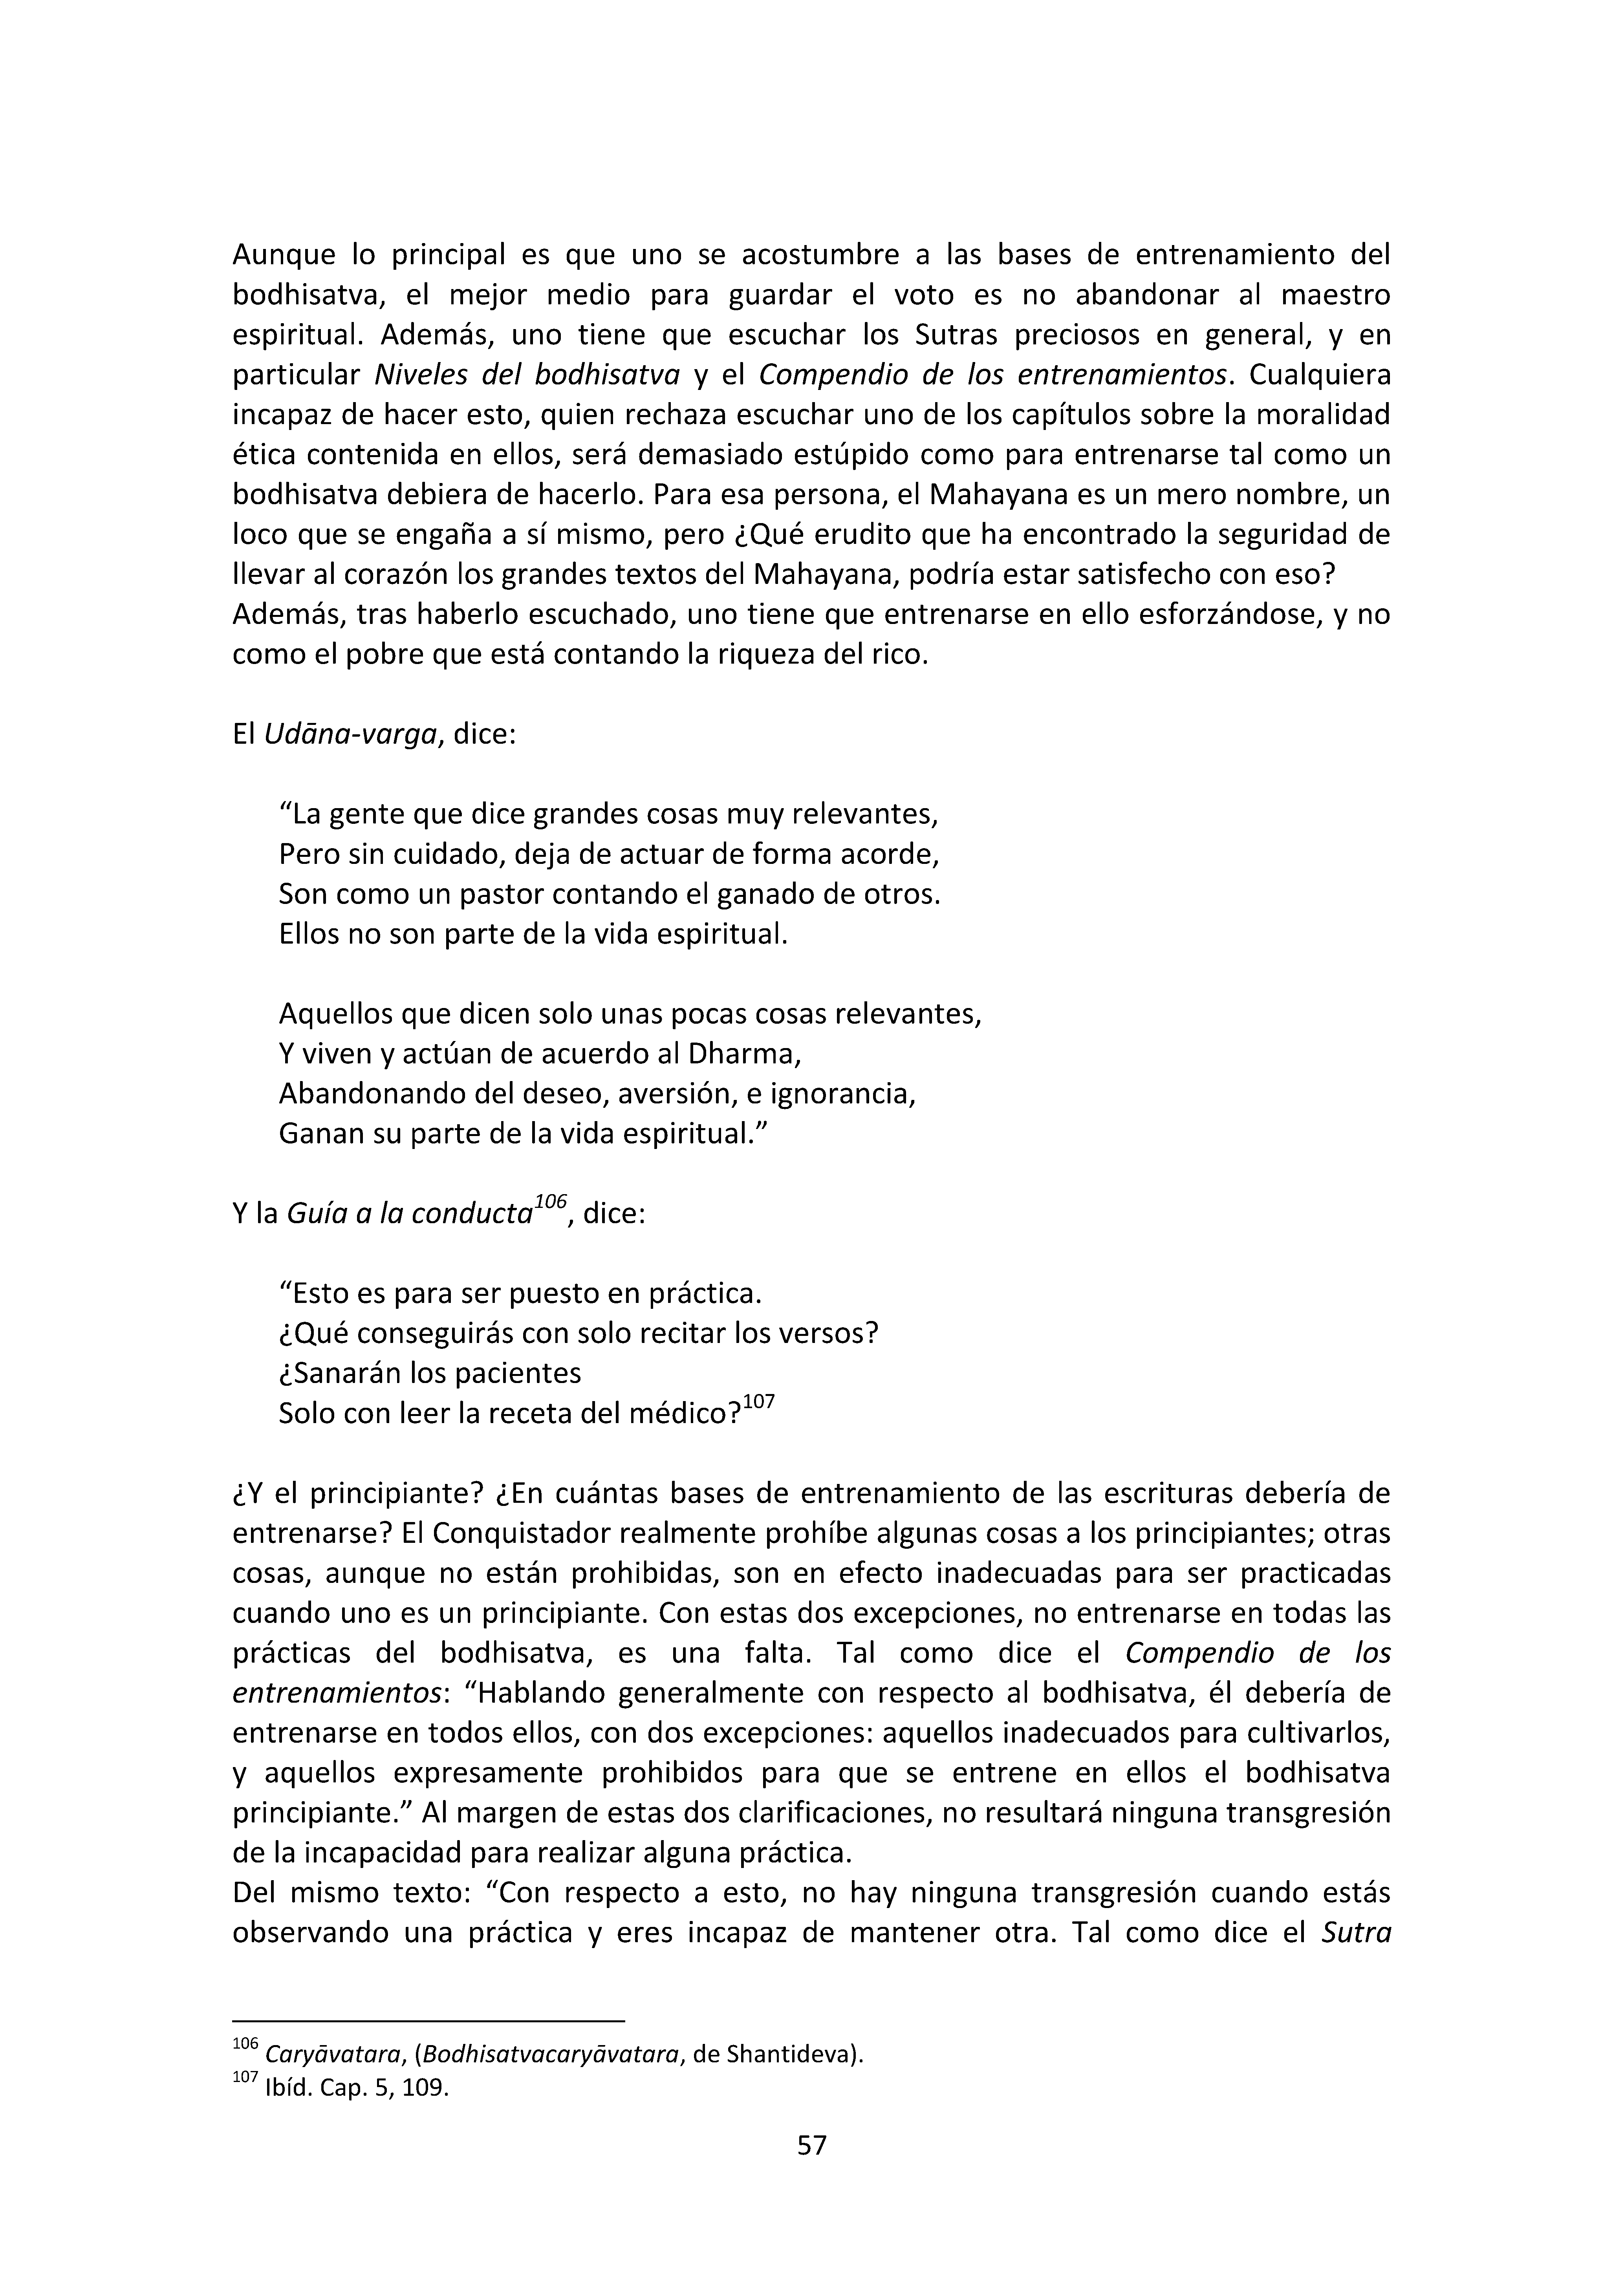 Aunque lo principal es que uno se acostumbre a las bases de entrenamiento del
bodhisatva, el mejor medio para guardar el voto es no abandonar al maestro
espiritual. Además, uno tiene que escuchar los Sutras preciosos en general, y en
particular Niveles del bodhisatva y el Compendio de los entrenamientos. Cualquiera
incapaz de hacer esto, quien rechaza escuchar uno de los capítulos sobre la moralidad
ética contenida en ellos, será demasiado estúpido como para entrenarse tal como un
bodhisatva debiera de hacerlo. Para esa persona, el Mahayana es un mero nombre, un
loco que se engaña a sí mismo, pero ¿Qué erudito que ha encontrado la seguridad de
llevar al corazón los grandes textos del Mahayana, podría estar satisfecho con eso?
Además, tras haberlo escuchado, uno tiene que entrenarse en ello esforzándose, y no
como el pobre que está contando la riqueza del rico.
El Udāna-varga, dice:
“La gente que dice grandes cosas muy relevantes,
Pero sin cuidado, deja de actuar de forma acorde,
Son como un pastor contando el ganado de otros.
Ellos no son parte de la vida espiritual.
Aquellos que dicen solo unas pocas cosas relevantes,
Y viven y actúan de acuerdo al Dharma,
Abandonando del deseo, aversión, e ignorancia,
Ganan su parte de la vida espiritual.”
Y la Guía a la conducta106, dice:
“Esto es para ser puesto en práctica.
¿Qué conseguirás con solo recitar los versos?
¿Sanarán los pacientes
Solo con leer la receta del médico?107
¿Y el principiante? ¿En cuántas bases de entrenamiento de las escrituras debería de
entrenarse? El Conquistador realmente prohíbe algunas cosas a los principiantes; otras
cosas, aunque no están prohibidas, son en efecto inadecuadas para ser practicadas
cuando uno es un principiante. Con estas dos excepciones, no entrenarse en todas las
prácticas del bodhisatva, es una falta. Tal como dice el Compendio de los
entrenamientos: “Hablando generalmente con respecto al bodhisatva, él debería de
entrenarse en todos ellos, con dos excepciones: aquellos inadecuados para cultivarlos,
y aquellos expresamente prohibidos para que se entrene en ellos el bodhisatva
principiante.” Al margen de estas dos clarificaciones, no resultará ninguna transgresión
de la incapacidad para realizar alguna práctica.
Del mismo texto: “Con respecto a esto, no hay ninguna transgresión cuando estás
observando una práctica y eres incapaz de mantener otra. Tal como dice el Sutra
106 Caryāvatara, (Bodhisatvacaryāvatara, de Shantideva).
107 Ibíd. Cap. 5, 109.
57